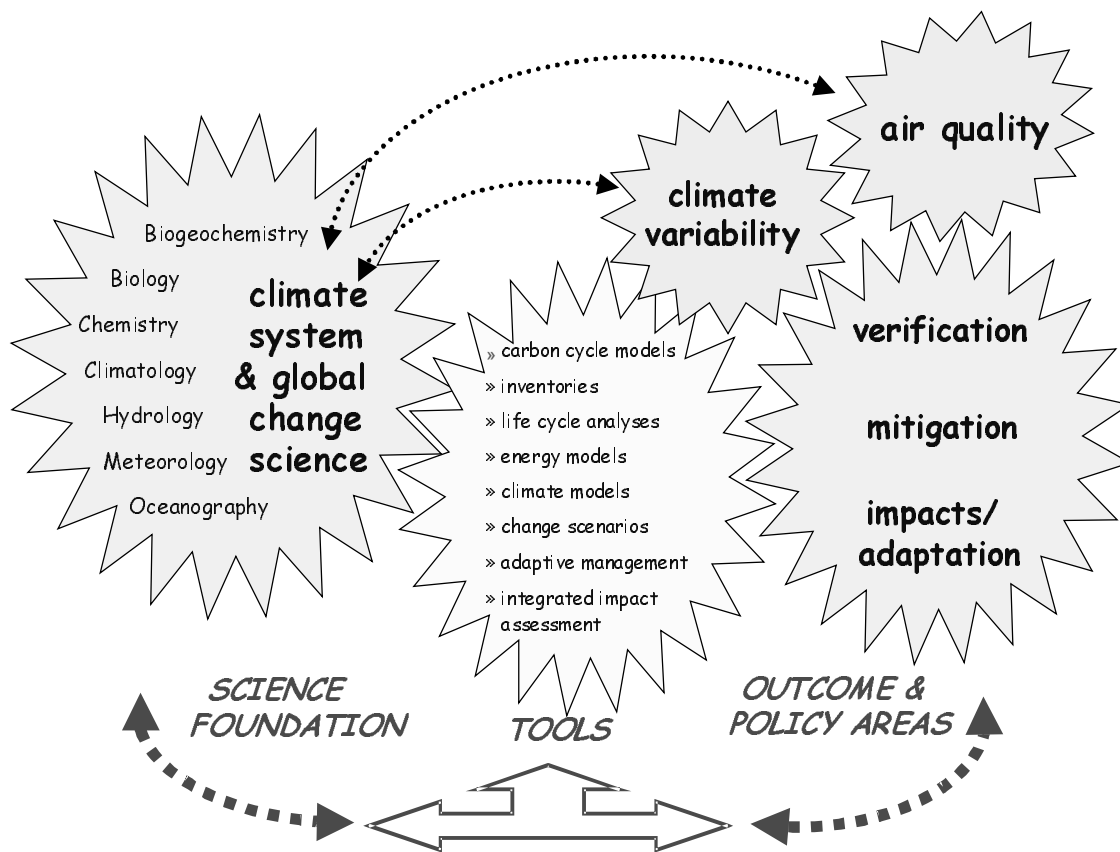 air quality
climate
variability
Biogeochemistry
Biology
Chemistry
Climatology
Hydrology
Meteorology
Oceanography
climate
system
& global
change
science
» carbon cycle models
» inventories
» life cycle analyses
» energy models
» climate models
» change scenarios
» adaptive management
» integrated impact
assessment
verification
mitigation
impacts/
adaptation
SCIENCE
FOUNDATION
TOOLS
OUTCOME &
POLICY AREAS